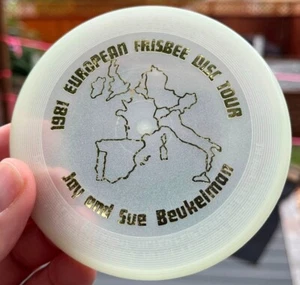 1981 EUROPEAN FRISBEE DISC TOUR
Jay and Sue Beukelman